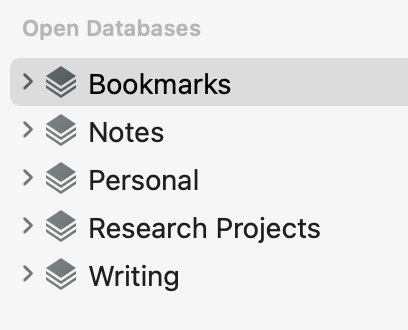 Open Databases
Bookmarks
Notes
Personal
Research Projects
Writing